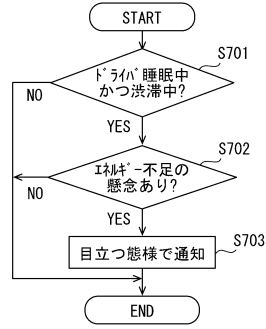 START
S701
ドライバ睡眠中
かつ渋滞中?
NO
YES
S702
エネルギー不足の
懸念あり?
NO
YES
S703
目立つ態様で通知
END